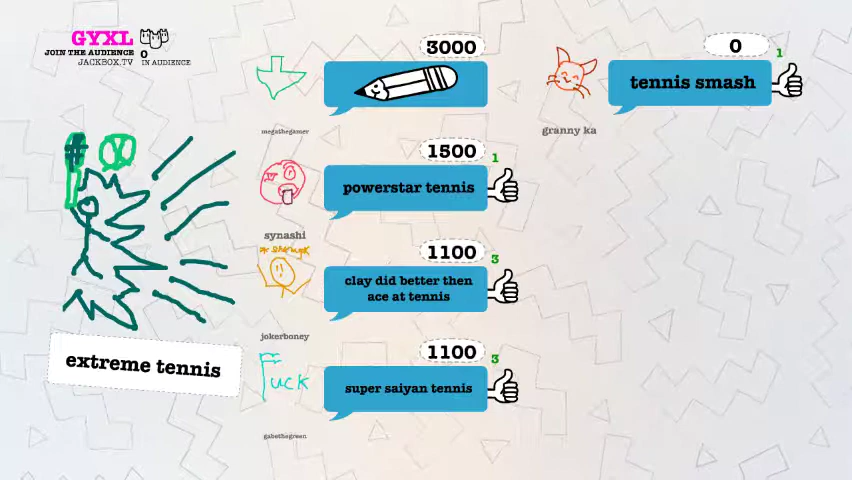 GYXL
JOIN THE AUDIENCE
JACKBOX.TV
0
IN AUDIENCE
extreme tennis
3000
megathegamer
1500
1
powerstar tennis
synashi
1100
3
clay did better then
ace at tennis
jokerboney
1100
3
super saiyan tennis
Fuck
gabethegreen
0
1
tennis smash
granny ka